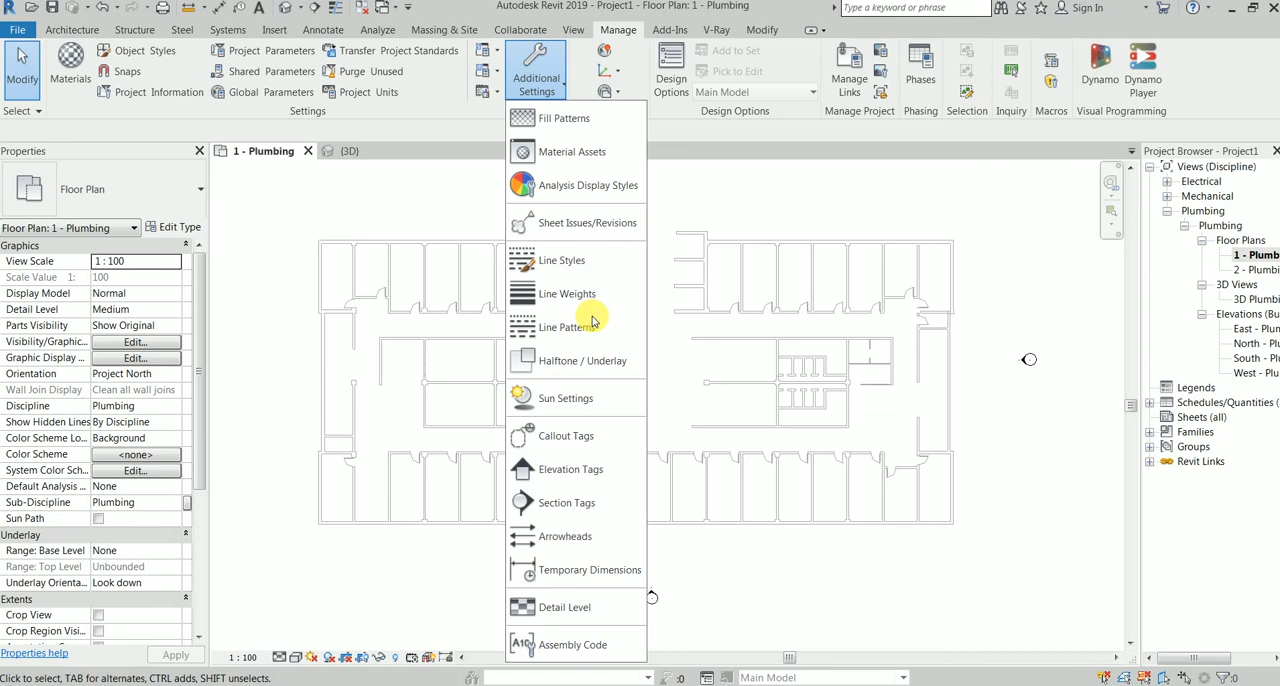 Autodesk Revit 2019 - Project1 - Floor Plan: 1 - Plumbing
Type a keyword or phrase
Sign In
File
Architecture
Structure
Steel
Systems
Insert
Annotate
Analyze
Massing & Site
Collaborate
View
Manage
Add-Ins
V-Ray
Modify
Modify
Materials
Object Styles
Snaps
Project Information
Project Parameters
Shared Parameters
Global Parameters
Transfer Project Standards
Purge Unused
Project Units
Additional
Settings
Design
Options
Add to Set
Pick to Edit
Main Model
Manage
Links
Phases
Dynamo
Dynamo
Player
Select
Settings
Design Options
Manage Project
Phasing
Selection
Inquiry
Macros
Visual Programming
Fill Patterns
Material Assets
Analysis Display Styles
Sheet Issues/Revisions
Line Styles
Line Weights
Line Patterns
Halftone / Underlay
Sun Settings
Callout Tags
Elevation Tags
Section Tags
Arrowheads
Temporary Dimensions
Detail Level
Assembly Code
Properties
Floor Plan
Floor Plan: 1 - Plumbing
Edit Type
Graphics
View Scale 1 : 100
Scale Value 1: 100
Display Model Normal
Detail Level Medium
Parts Visibility Show Original
Visibility/Graphic... Edit...
Graphic Display ... Edit...
Orientation Project North
Wall Join Display Clean all wall joins
Discipline Plumbing
Show Hidden Lines By Discipline
Color Scheme Lo... Background
Color Scheme <none>
System Color Sch... Edit...
Default Analysis ... None
Sub-Discipline Plumbing
Sun Path
Underlay
Range: Base Level None
Range: Top Level Unbounded
Underlay Orienta... Look down
Extents
Crop View
Crop Region Visi...
Properties help
Apply
1 - Plumbing
{3D}
Project Browser - Project1
Views (Discipline)
Electrical
Mechanical
Plumbing
Plumbing
Floor Plans
1 - Plumb
2 - Plumbi
3D Views
3D Plumbi
Elevations (Bu
East - Plum
North - Plu
South - Plu
West - Plu
Legends
Schedules/Quantities (
Sheets (all)
Families
Groups
Revit Links
1 : 100
Click to select, TAB for alternates, CTRL adds, SHIFT unselects.
:0
Main Model
:0